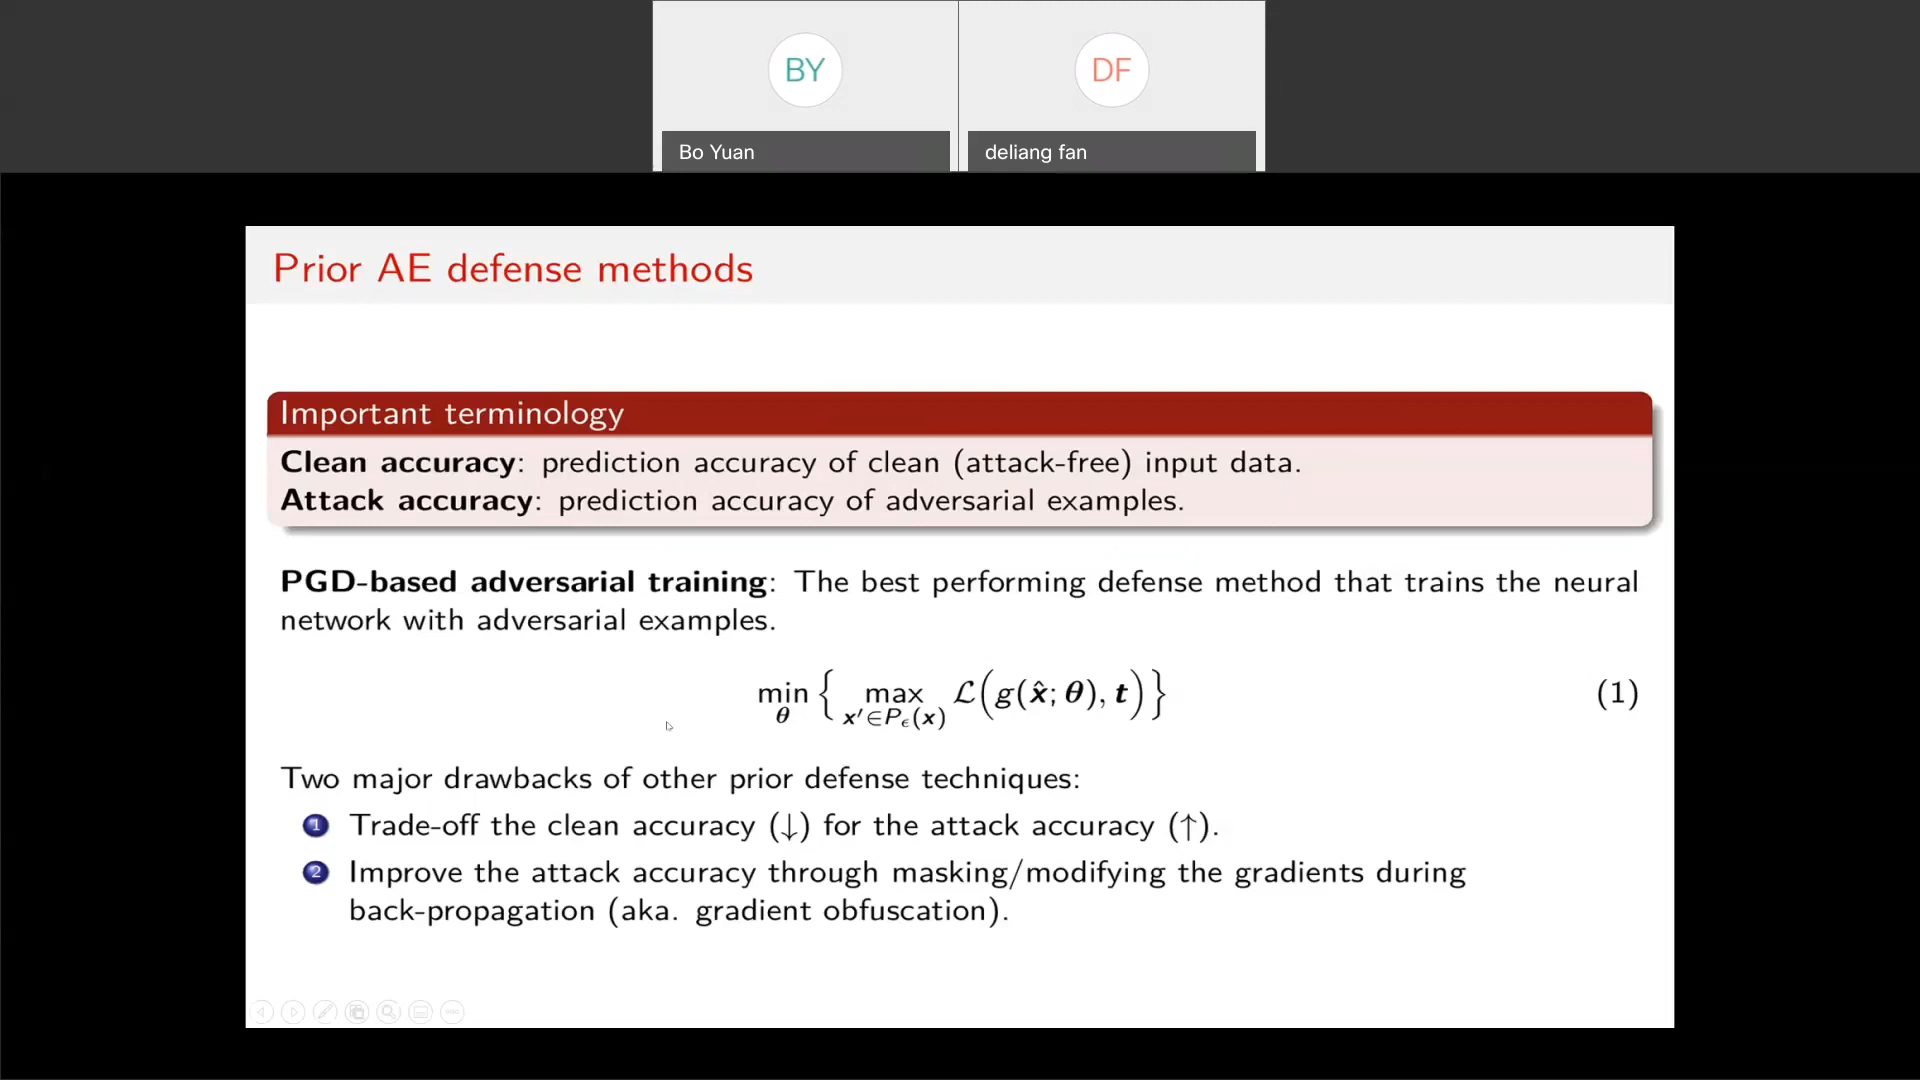 BY
DF
Bo Yuan
deliang fan
Prior AE defense methods
Important terminology
Clean accuracy: prediction accuracy of clean (attack-free) input data.
Attack accuracy: prediction accuracy of adversarial examples.
PGD-based adversarial training: The best performing defense method that trains the neural
network with adversarial examples.
min_θ { max_{x′∈P_ϵ(x)} ℒ(g(x̂; θ), t) } (1)
Two major drawbacks of other prior defense techniques:
1 Trade-off the clean accuracy (↓) for the attack accuracy (↑).
2 Improve the attack accuracy through masking/modifying the gradients during
back-propagation (aka. gradient obfuscation).